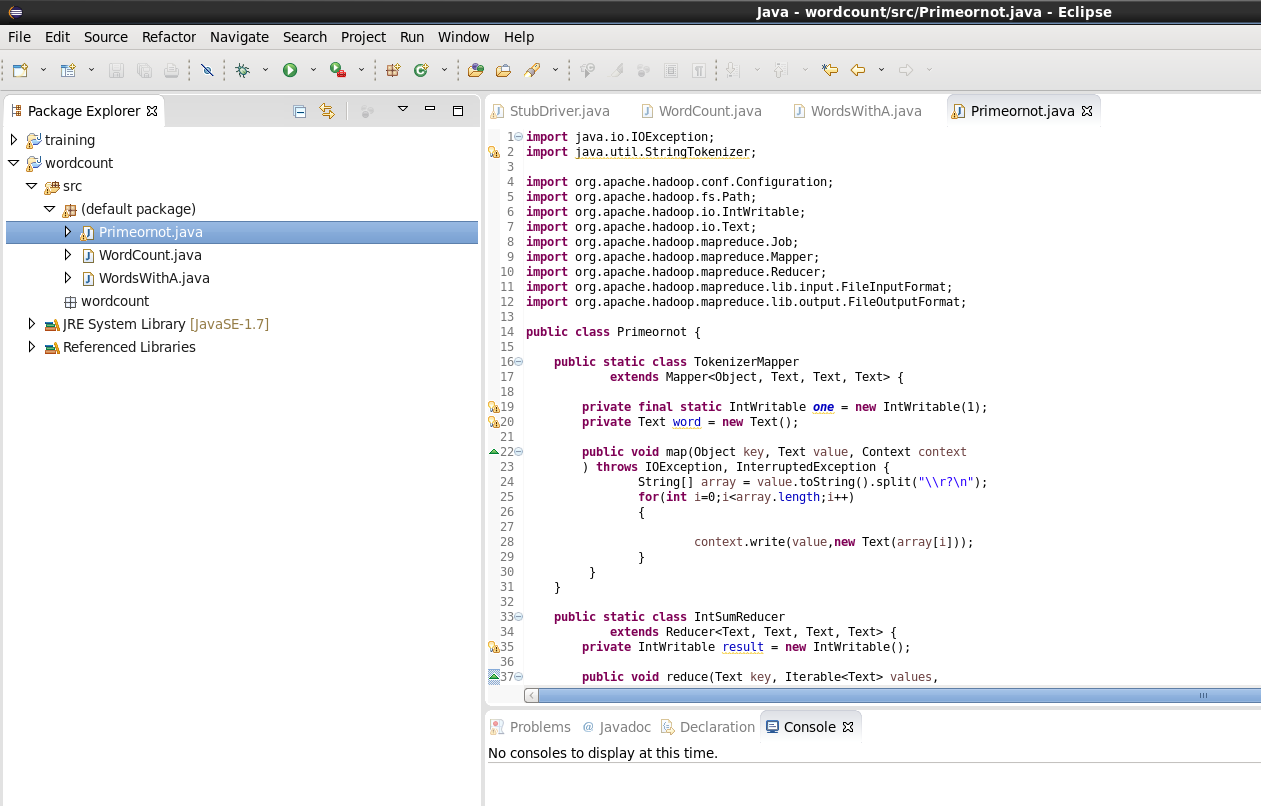 Java - wordcount/src/Primeornot.java - Eclipse
File Edit Source Refactor Navigate Search Project Run Window Help
Package Explorer
training
wordcount
src
(default package)
Primeornot.java
WordCount.java
WordsWithA.java
wordcount
JRE System Library [JavaSE-1.7]
Referenced Libraries
StubDriver.java WordCount.java WordsWithA.java Primeornot.java
1 import java.io.IOException;
2 import java.util.StringTokenizer;
3
4 import org.apache.hadoop.conf.Configuration;
5 import org.apache.hadoop.fs.Path;
6 import org.apache.hadoop.io.IntWritable;
7 import org.apache.hadoop.io.Text;
8 import org.apache.hadoop.mapreduce.Job;
9 import org.apache.hadoop.mapreduce.Mapper;
10 import org.apache.hadoop.mapreduce.Reducer;
11 import org.apache.hadoop.mapreduce.lib.input.FileInputFormat;
12 import org.apache.hadoop.mapreduce.lib.output.FileOutputFormat;
13
14 public class Primeornot {
15
16 public static class TokenizerMapper
17 extends Mapper<Object, Text, Text, Text> {
18
19 private final static IntWritable one = new IntWritable(1);
20 private Text word = new Text();
21
22 public void map(Object key, Text value, Context context
23 ) throws IOException, InterruptedException {
24 String[] array = value.toString().split("\\r?\n");
25 for(int i=0;i<array.length;i++)
26 {
27
28 context.write(value,new Text(array[i]));
29 }
30 }
31 }
32
33 public static class IntSumReducer
34 extends Reducer<Text, Text, Text, Text> {
35 private IntWritable result = new IntWritable();
36
37 public void reduce(Text key, Iterable<Text> values,
Problems @ Javadoc Declaration Console
No consoles to display at this time.